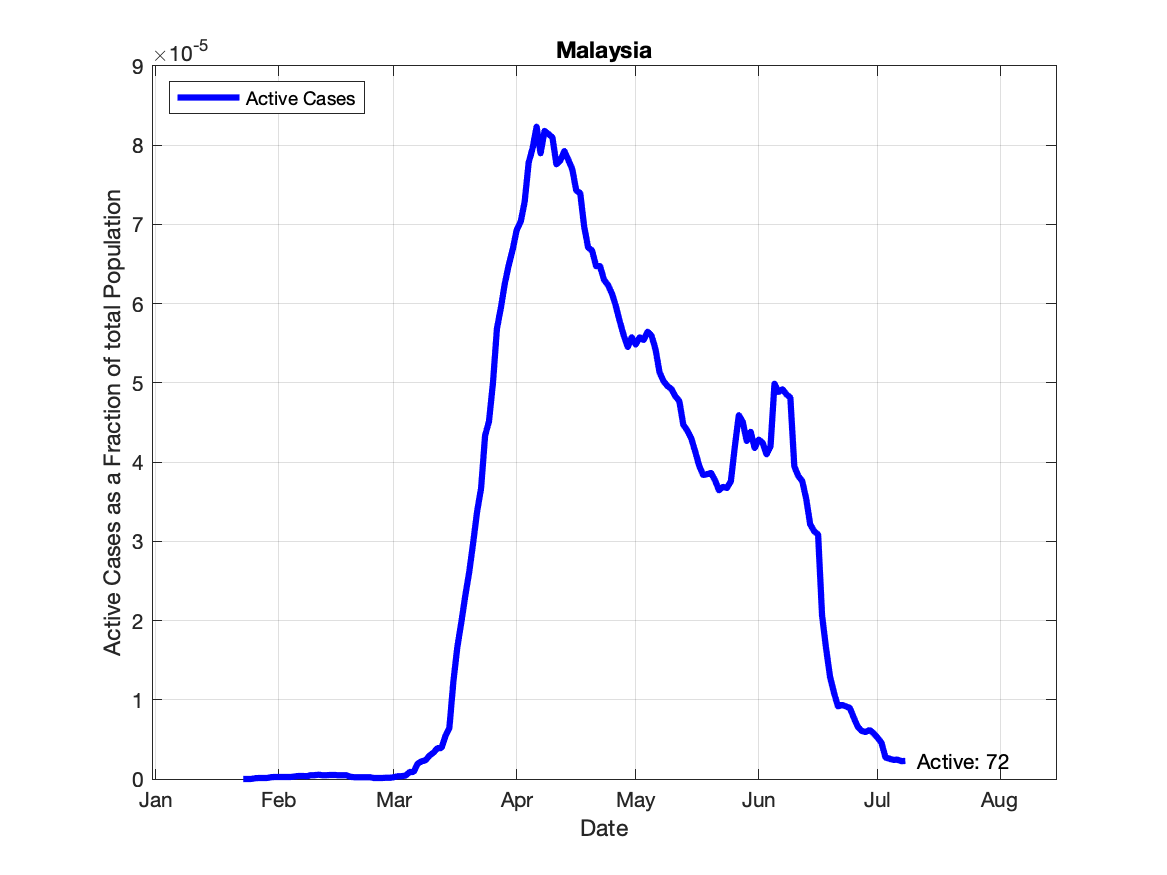 Malaysia
×10-5
Active Cases
9
8
7
6
5
4
3
2
1
0
Active Cases as a Fraction of total Population
Active: 72
Jan Feb Mar Apr May Jun Jul Aug
Date